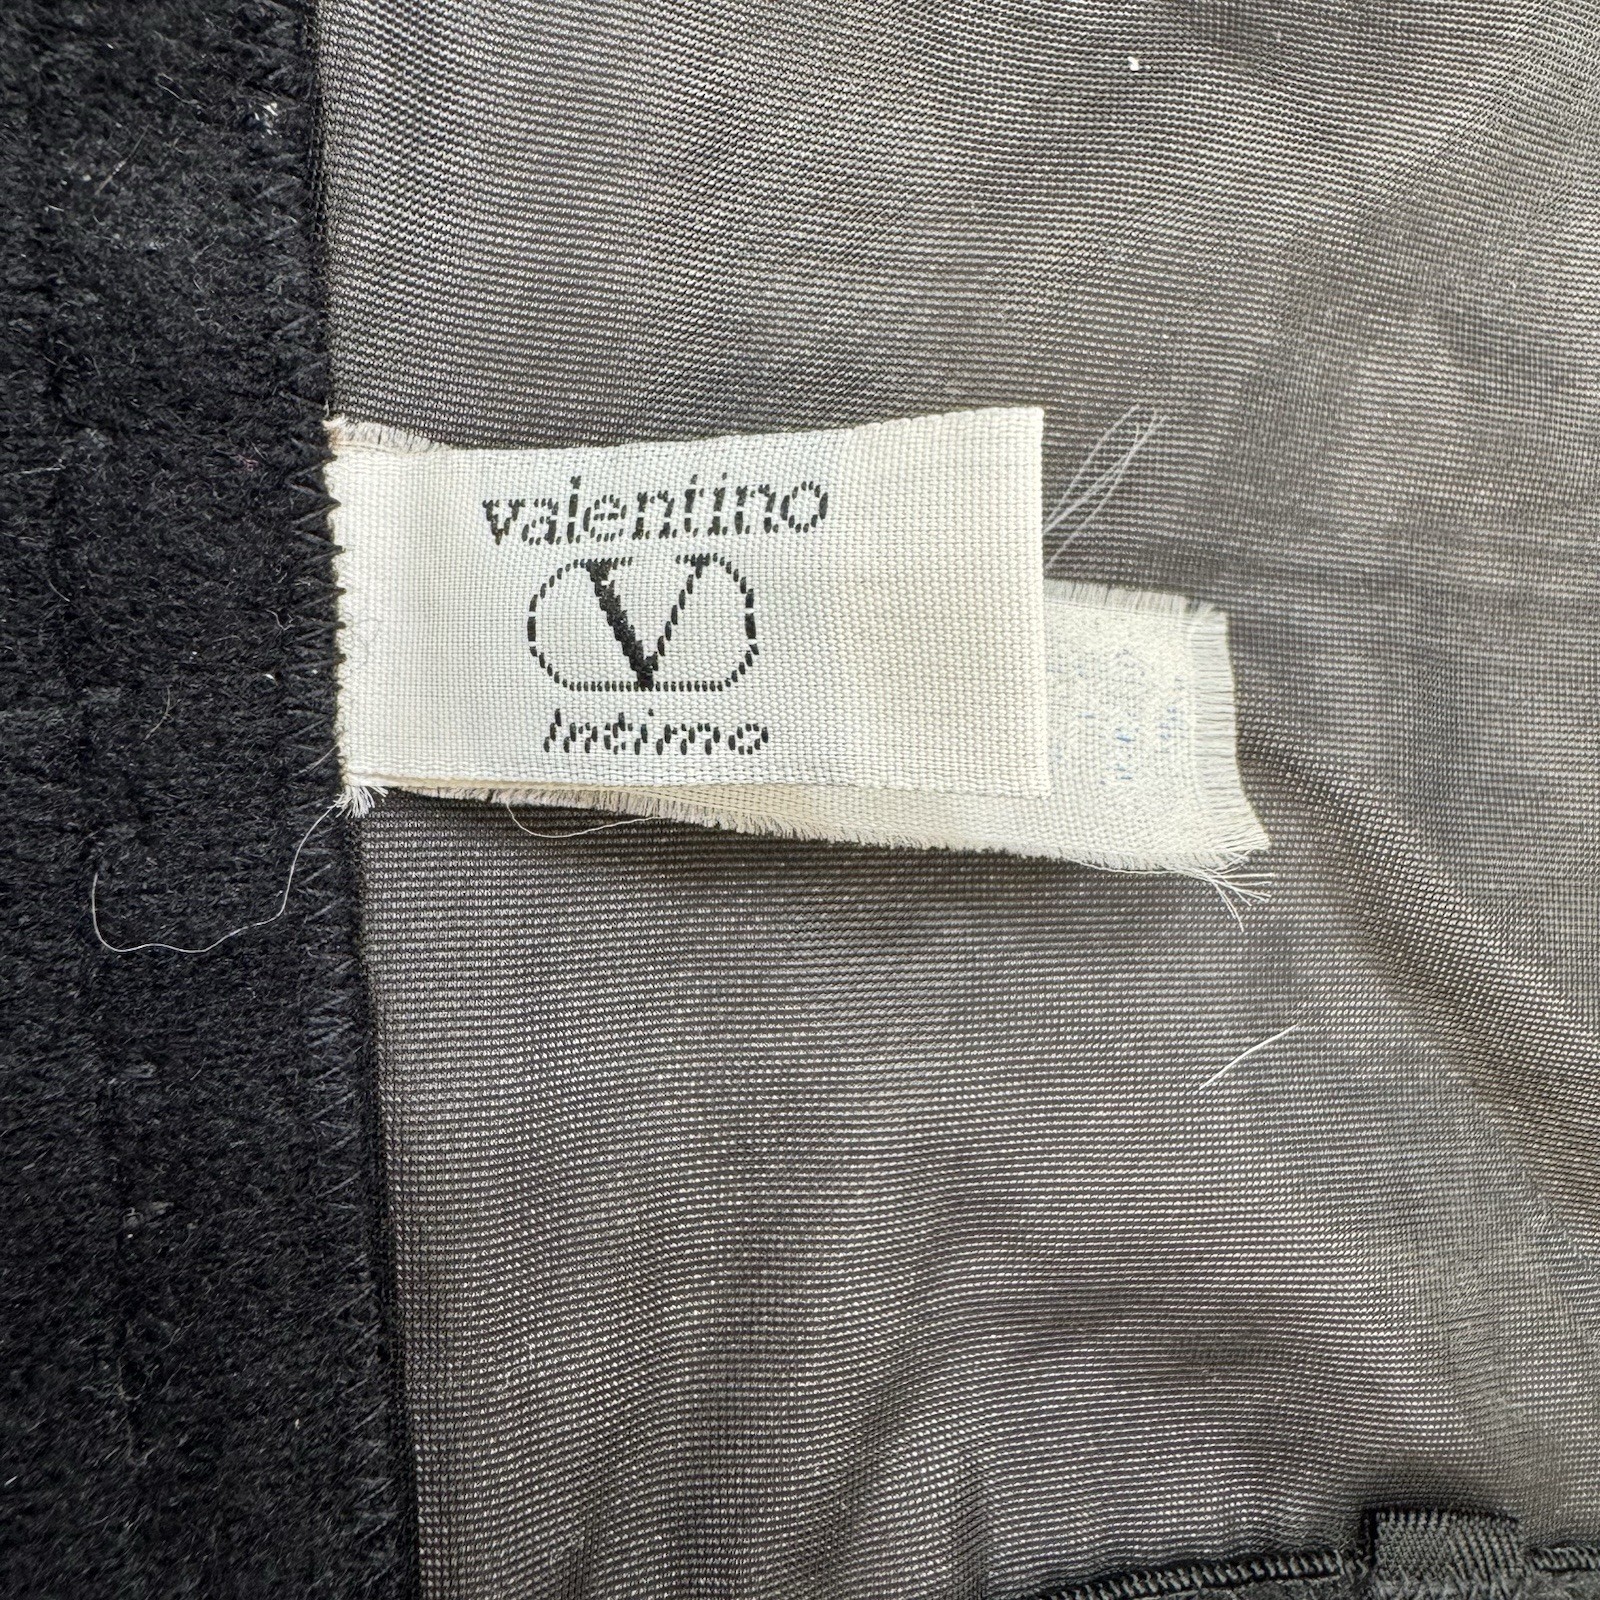 valentino
V
intimo